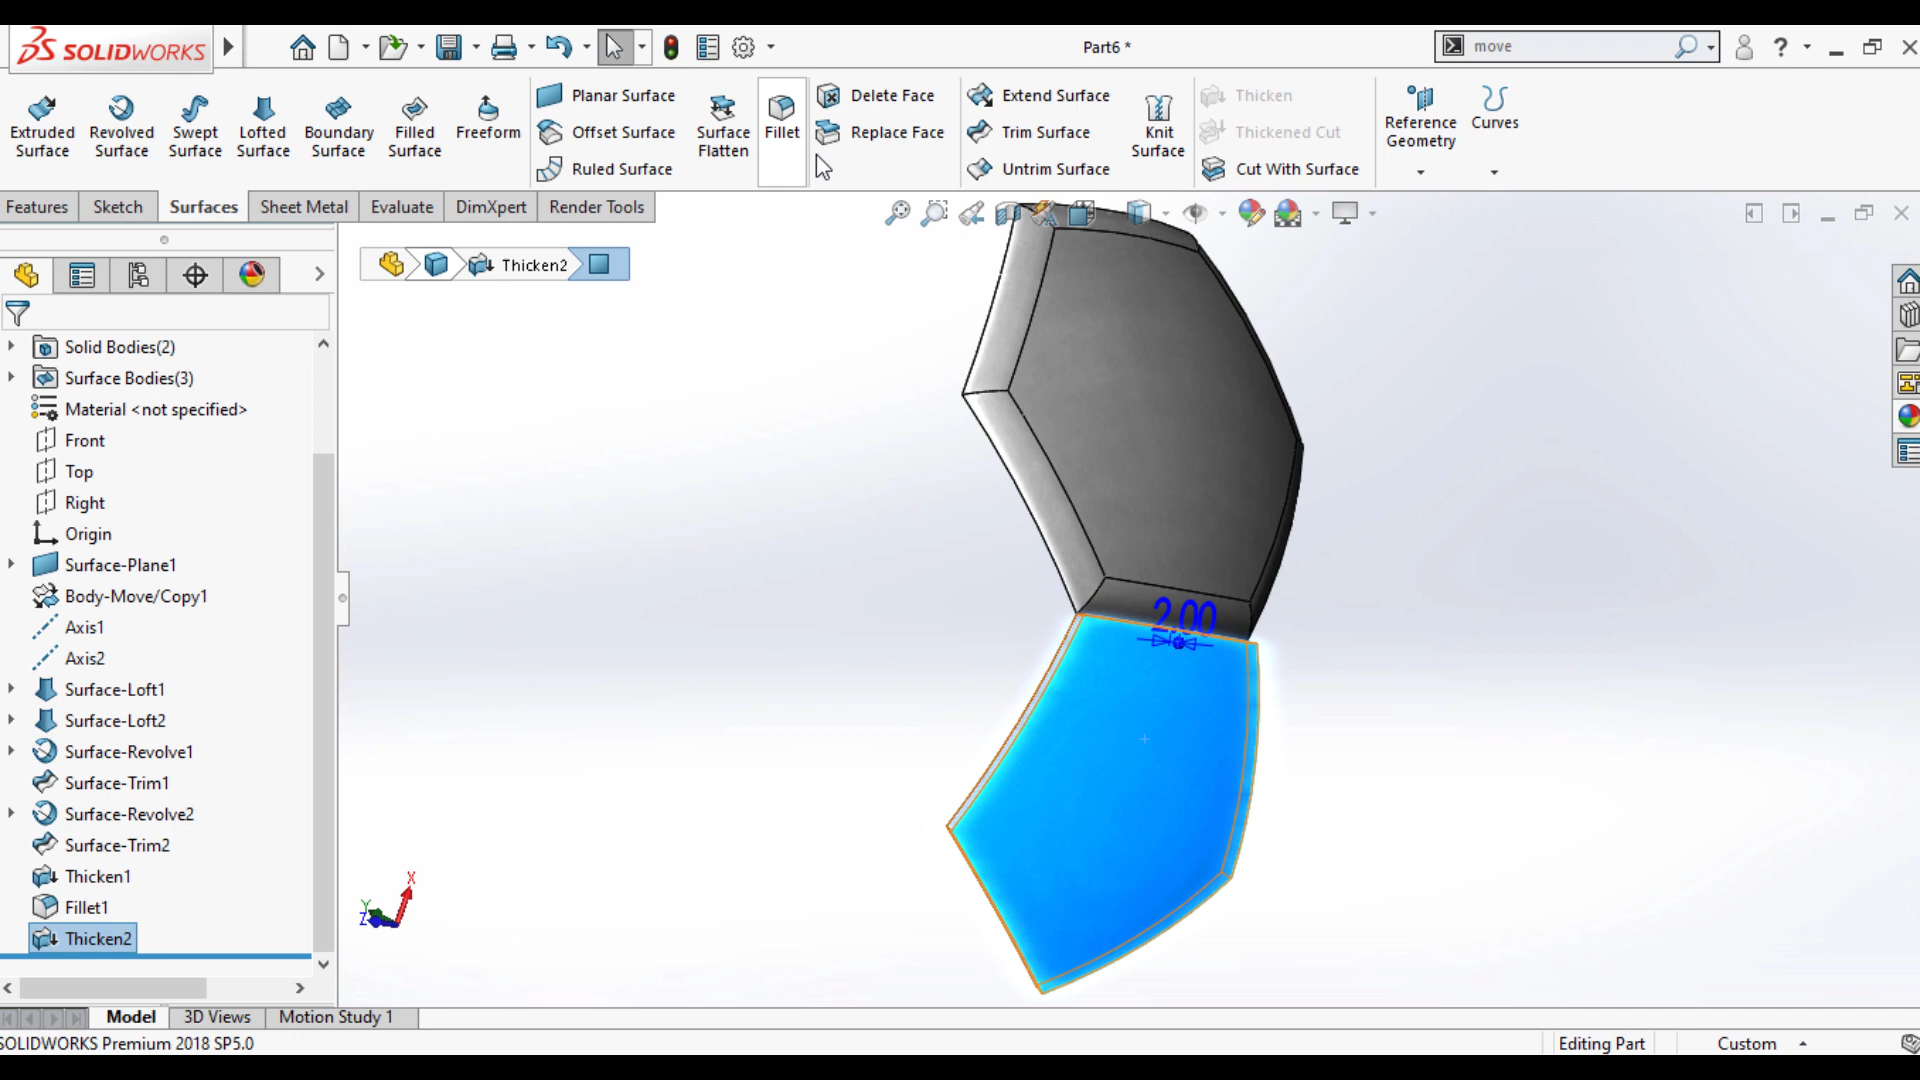 SOLIDWORKS
Part6 *
move
?
Extruded Surface
Revolved Surface
Swept Surface
Lofted Surface
Boundary Surface
Filled Surface
Freeform
Planar Surface
Offset Surface
Ruled Surface
Surface Flatten
Fillet
Delete Face
Replace Face
Extend Surface
Trim Surface
Untrim Surface
Knit Surface
Thicken
Thickened Cut
Cut With Surface
Reference Geometry
Curves
Features
Sketch
Surfaces
Sheet Metal
Evaluate
DimXpert
Render Tools
Thicken2
Solid Bodies(2)
Surface Bodies(3)
Material <not specified>
Front
Top
Right
Origin
Surface-Plane1
Body-Move/Copy1
Axis1
Axis2
Surface-Loft1
Surface-Loft2
Surface-Revolve1
Surface-Trim1
Surface-Revolve2
Surface-Trim2
Thicken1
Fillet1
Thicken2
2.00
X
Y
Z
Model
3D Views
Motion Study 1
SOLIDWORKS Premium 2018 SP5.0
Editing Part
Custom